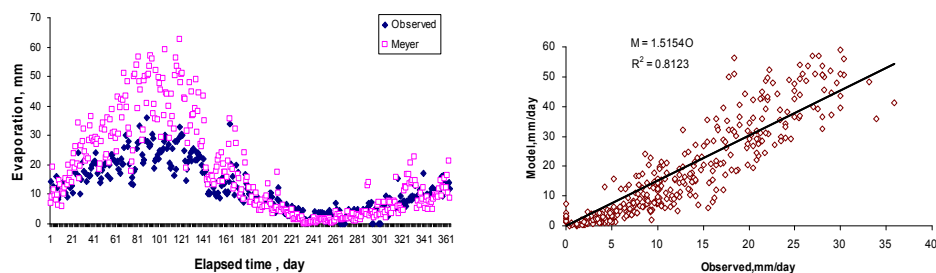 70
60
50
40
30
20
10
0
Evaporation, mm
Observed
Meyer
1 21 41 61 81 101 121 141 161 181 201 221 241 261 281 301 321 341 361
Elapsed time , day
60
50
40
30
20
10
0
Model,mm/day
M = 1.5154O
R² = 0.8123
0 5 10 15 20 25 30 35 40
Observed,mm/day